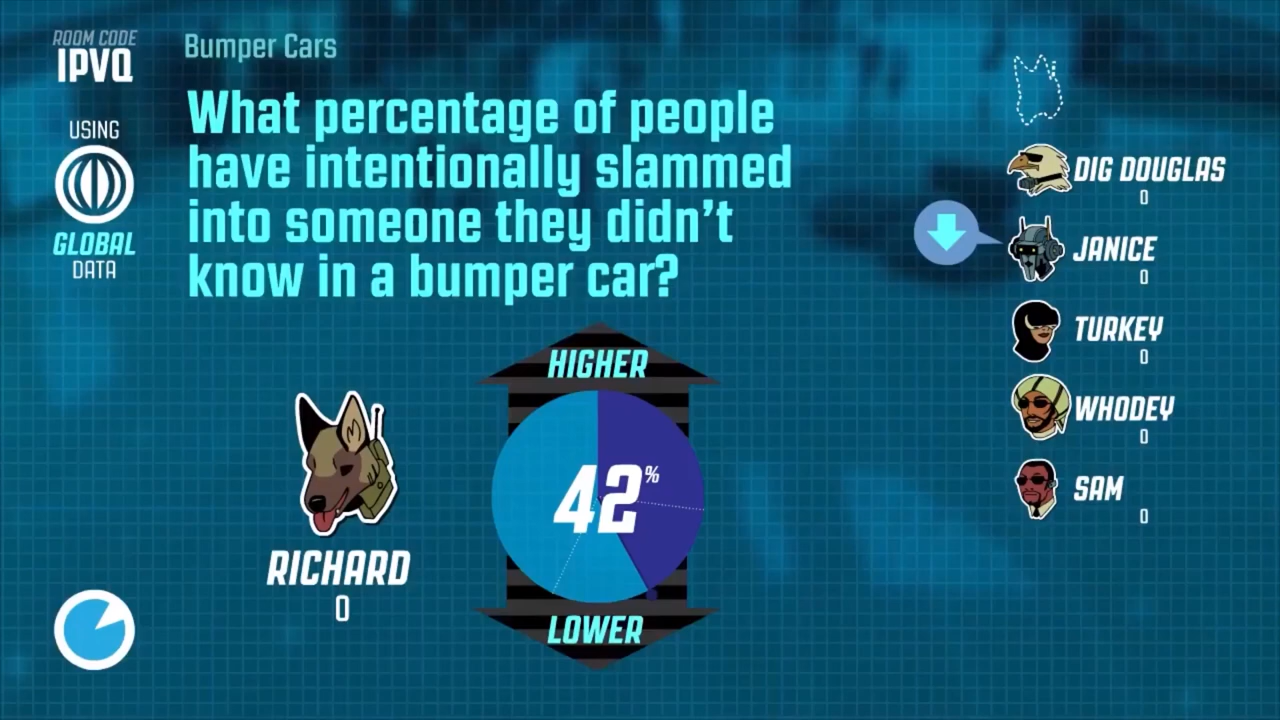 ROOM CODE
IPVQ
USING
GLOBAL
DATA
Bumper Cars
What percentage of people
have intentionally slammed
into someone they didn't
know in a bumper car?
HIGHER
42%
LOWER
RICHARD
0
DIG DOUGLAS
0
JANICE
0
TURKEY
0
WHODEY
0
SAM
0